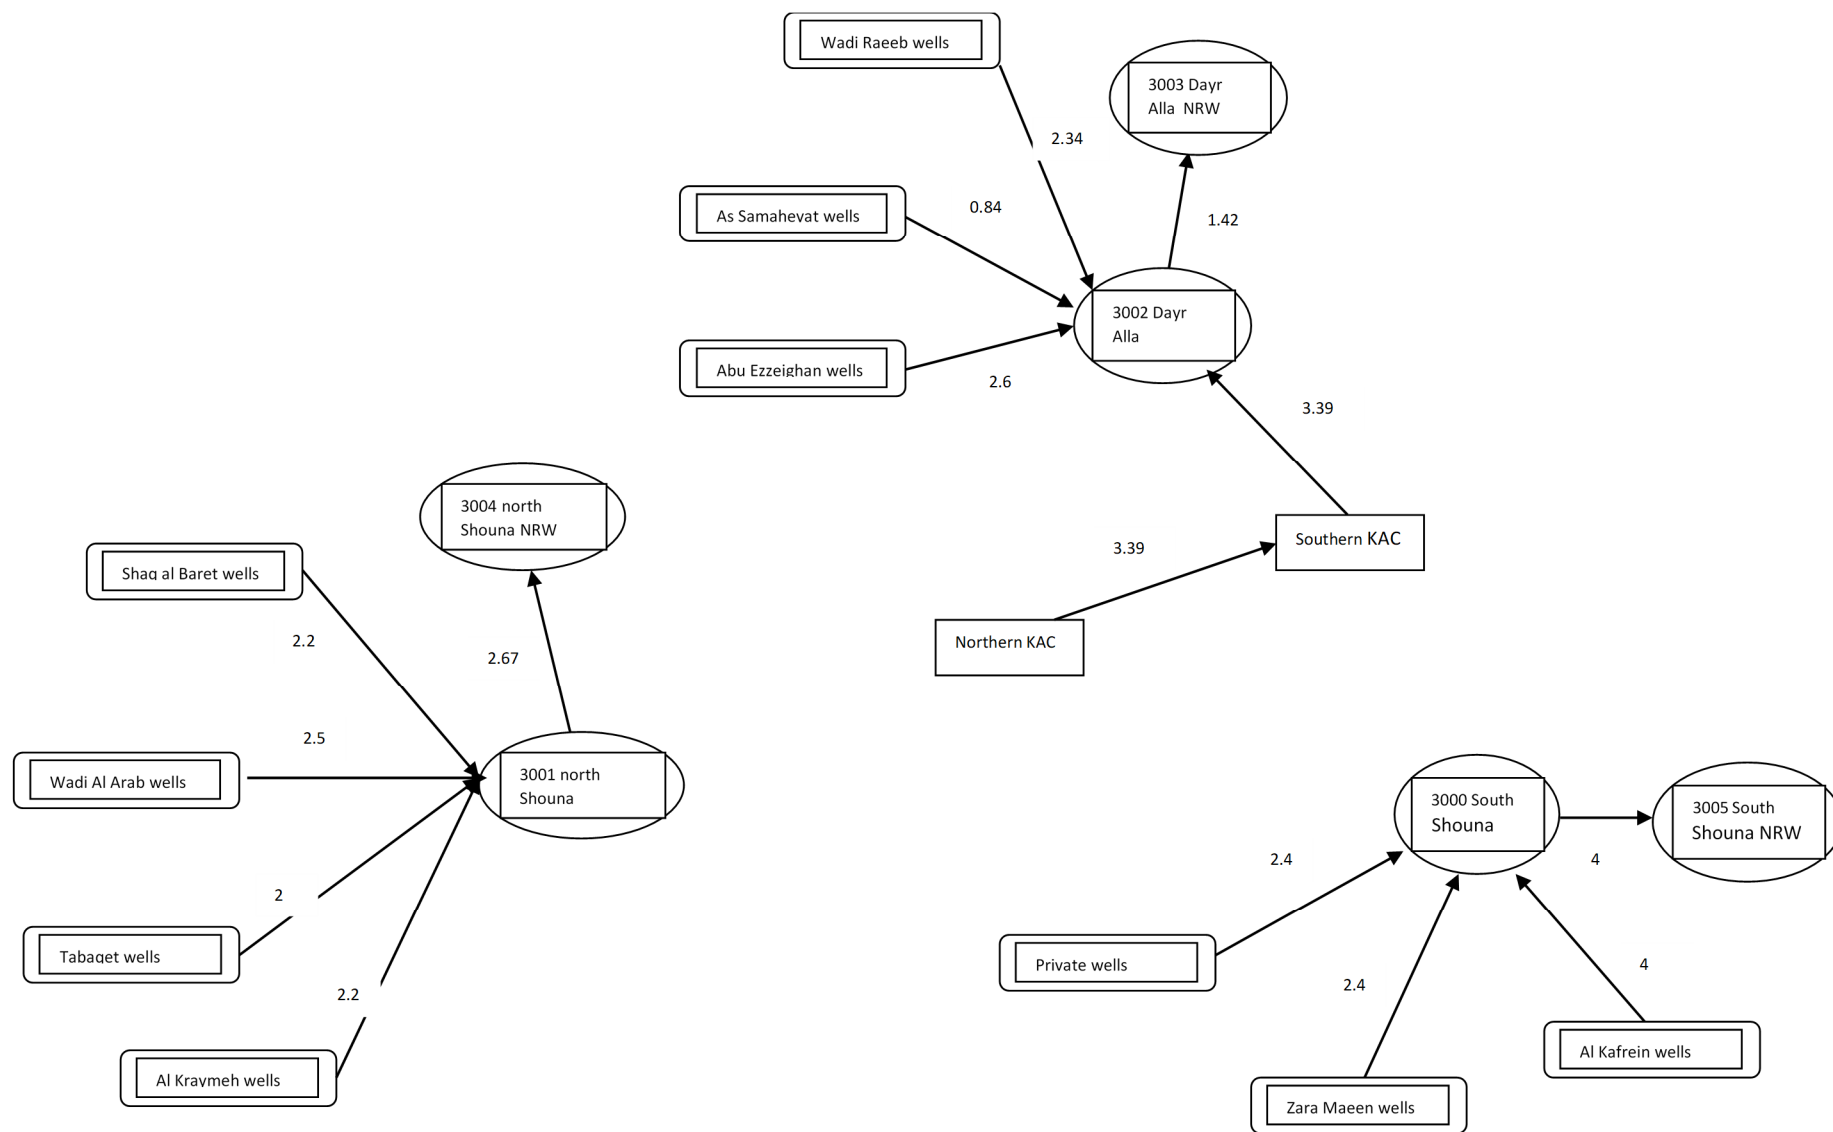 Wadi Raeeb wells
3003 Dayr
Alla NRW
2.34
As Samahevat wells
0.84
1.42
3002 Dayr
Alla
Abu Ezzeighan wells
2.6
3.39
3004 north
Shouna NRW
Southern KAC
3.39
Shaq al Baret wells
Northern KAC
2.2
2.67
2.5
Wadi Al Arab wells
3001 north
Shouna
3000 South
Shouna
3005 South
Shouna NRW
2.4
4
2
Tabaqet wells
Private wells
4
2.4
2.2
Al Kraymeh wells
Al Kafrein wells
Zara Maeen wells